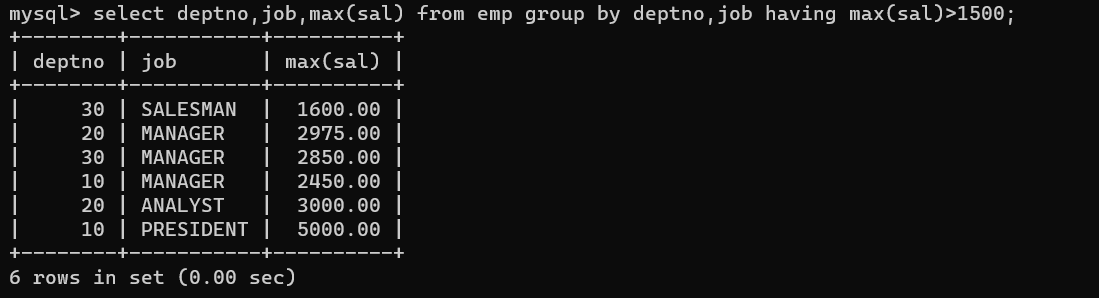 mysql> select deptno,job,max(sal) from emp group by deptno,job having max(sal)>1500;
+--------+-----------+----------+
| deptno | job       | max(sal) |
+--------+-----------+----------+
|     30 | SALESMAN  |  1600.00 |
|     20 | MANAGER   |  2975.00 |
|     30 | MANAGER   |  2850.00 |
|     10 | MANAGER   |  2450.00 |
|     20 | ANALYST   |  3000.00 |
|     10 | PRESIDENT |  5000.00 |
+--------+-----------+----------+
6 rows in set (0.00 sec)